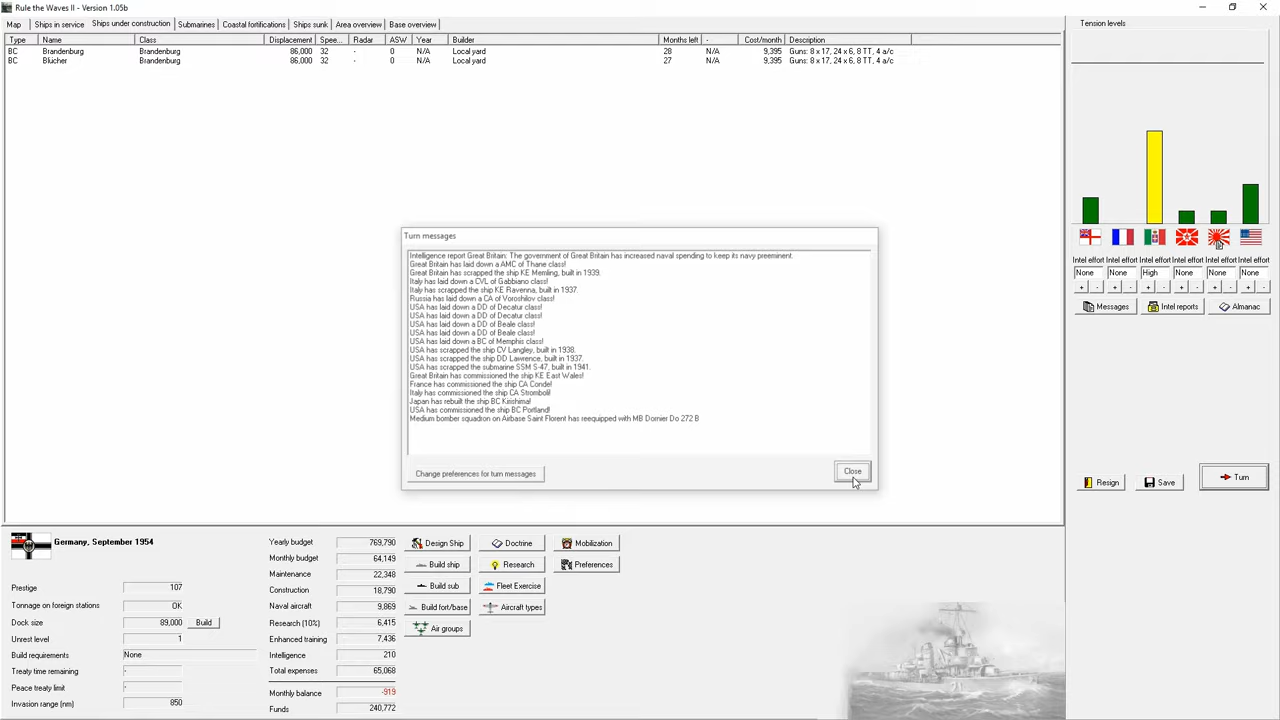 Rule the Waves II - Version 1.05b
Map Ships in service Ships under construction Submarines Coastal fortifications Ships sunk Area overview Base overview
Type Name Class Displacement Spee... Radar ASW Year Builder Months left - Cost/month Description
BC Brandenburg Brandenburg 86,000 32 - 0 N/A Local yard 28 N/A 9,395 Guns: 8 x 17, 24 x 6, 8 TT, 4 a/c
BC Blücher Brandenburg 86,000 32 - 0 N/A Local yard 27 N/A 9,395 Guns: 8 x 17, 24 x 6, 8 TT, 4 a/c
Tension levels
Intel effort Intel effort Intel effort Intel effort Intel effort Intel effort
None None High None None None
+ - + - + - + - + - + -
Messages Intel reports Almanac
Turn messages
Intelligence report Great Britain: The government of Great Britain has increased naval spending to keep its navy preeminent.
Great Britain has laid down a AMC of Thane class!
Great Britain has scrapped the ship KE Memling, built in 1939.
Italy has laid down a CVL of Gabbiano class!
Italy has scrapped the ship KE Ravenna, built in 1937.
Russia has laid down a CA of Voroshilov class!
USA has laid down a DD of Decatur class!
USA has laid down a DD of Decatur class!
USA has laid down a DD of Beale class!
USA has laid down a DD of Beale class!
USA has laid down a BC of Memphis class!
USA has scrapped the ship CV Langley, built in 1938.
USA has scrapped the ship DD Lawrence, built in 1937.
USA has scrapped the submarine SSM S-47, built in 1941.
Great Britain has commissioned the ship KE East Wales!
France has commissioned the ship CA Conde!
Italy has commissioned the ship CA Stromboli!
Japan has rebuilt the ship BC Kirishima!
USA has commissioned the ship BC Portland!
Medium bomber squadron on Airbase Saint Florent has reequipped with MB Dornier Do 272 B
Change preferences for turn messages Close
Resign Save Turn
Germany, September 1954
Prestige 107
Tonnage on foreign stations OK
Dock size 89,000 Build
Unrest level 1
Build requirements None
Treaty time remaining -
Peace treaty limit -
Invasion range (nm) 850
Yearly budget 769,790
Monthly budget 64,149
Maintenance 22,348
Construction 18,790
Naval aircraft 9,869
Research (10%) 6,415
Enhanced training 7,436
Intelligence 210
Total expenses 65,068
Monthly balance -919
Funds 240,772
Design Ship Doctrine Mobilization
Build ship Research Preferences
Build sub Fleet Exercise
Build fort/base Aircraft types
Air groups